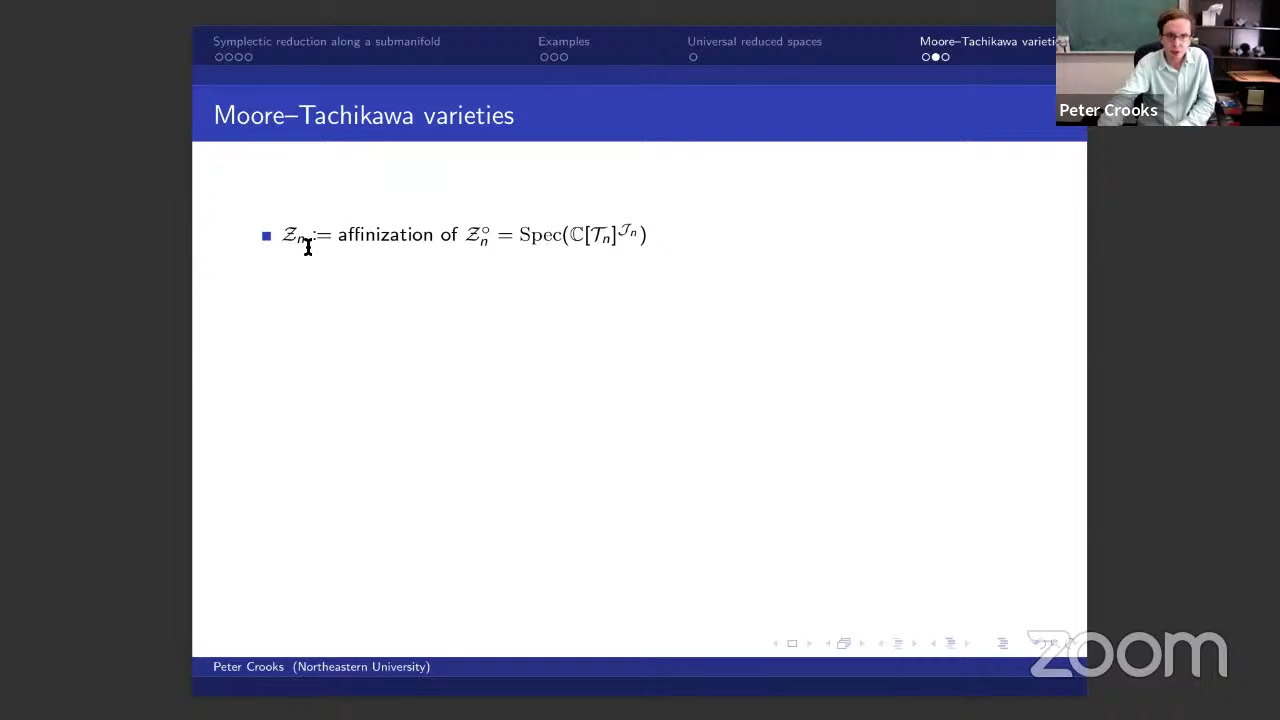 Symplectic reduction along a submanifold Examples Universal reduced spaces Moore–Tachikawa varieti
Peter Crooks
Moore–Tachikawa varieties
𝒵ₙ := affinization of 𝒵ₙ° = Spec(ℂ[𝒯ₙ]^𝒥ₙ)
zoom
Peter Crooks (Northeastern University)